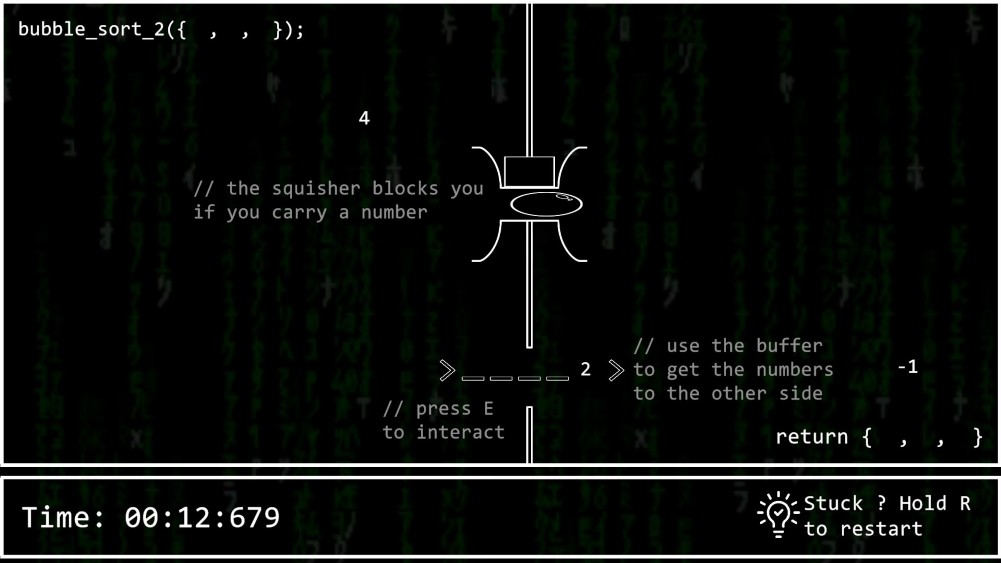 bubble_sort_2({  ,  ,  });
4
// the squisher blocks you
if you carry a number
// use the buffer
to get the numbers
to the other side
> _ _ _ _ 2 >
-1
// press E
to interact
return {  ,  ,  }
Time: 00:12:679
Stuck ? Hold R
to restart